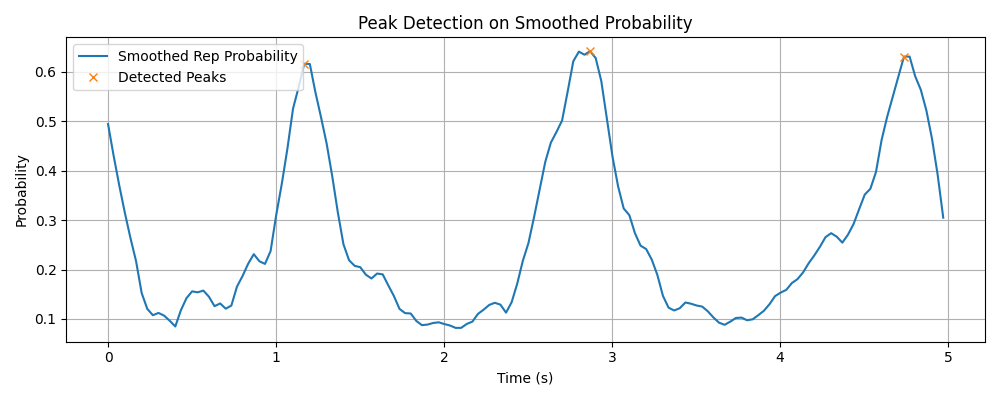 Peak Detection on Smoothed Probability
Smoothed Rep Probability
Detected Peaks
Probability
0.6
0.5
0.4
0.3
0.2
0.1
0 1 2 3 4 5
Time (s)